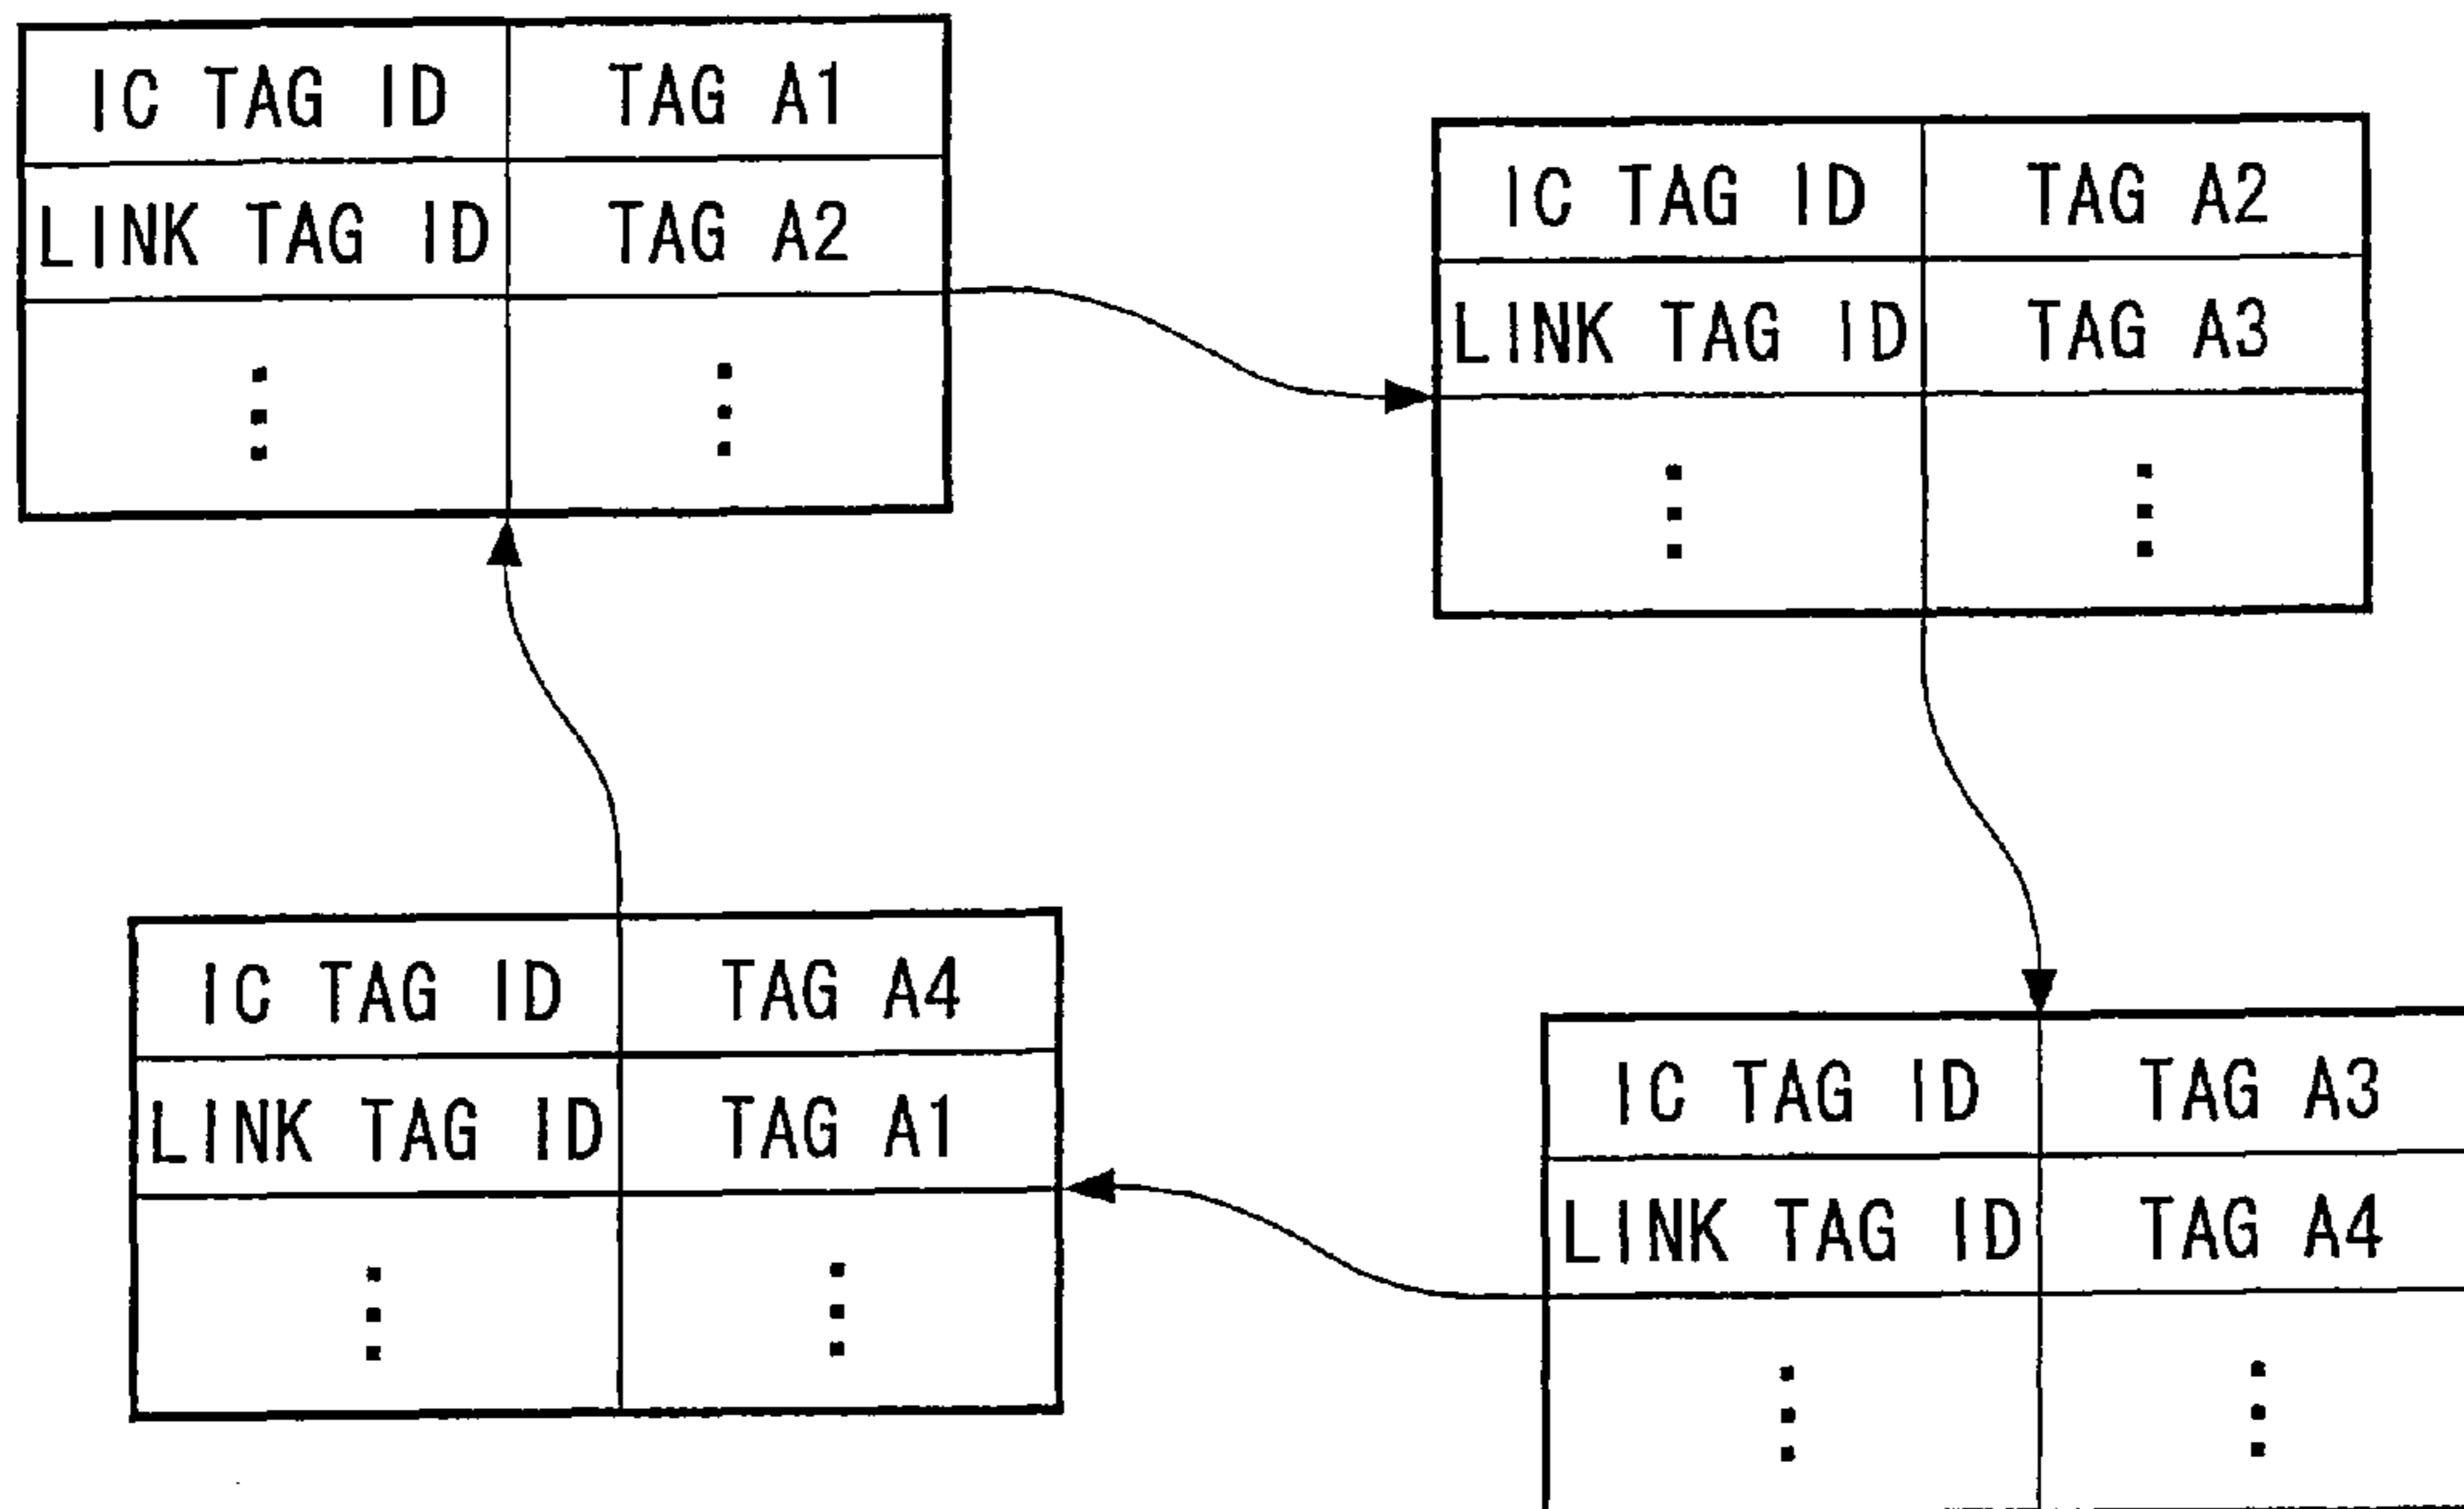 IC TAG ID TAG A1
LINK TAG ID TAG A2
IC TAG ID TAG A2
LINK TAG ID TAG A3
IC TAG ID TAG A4
LINK TAG ID TAG A1
IC TAG ID TAG A3
LINK TAG ID TAG A4